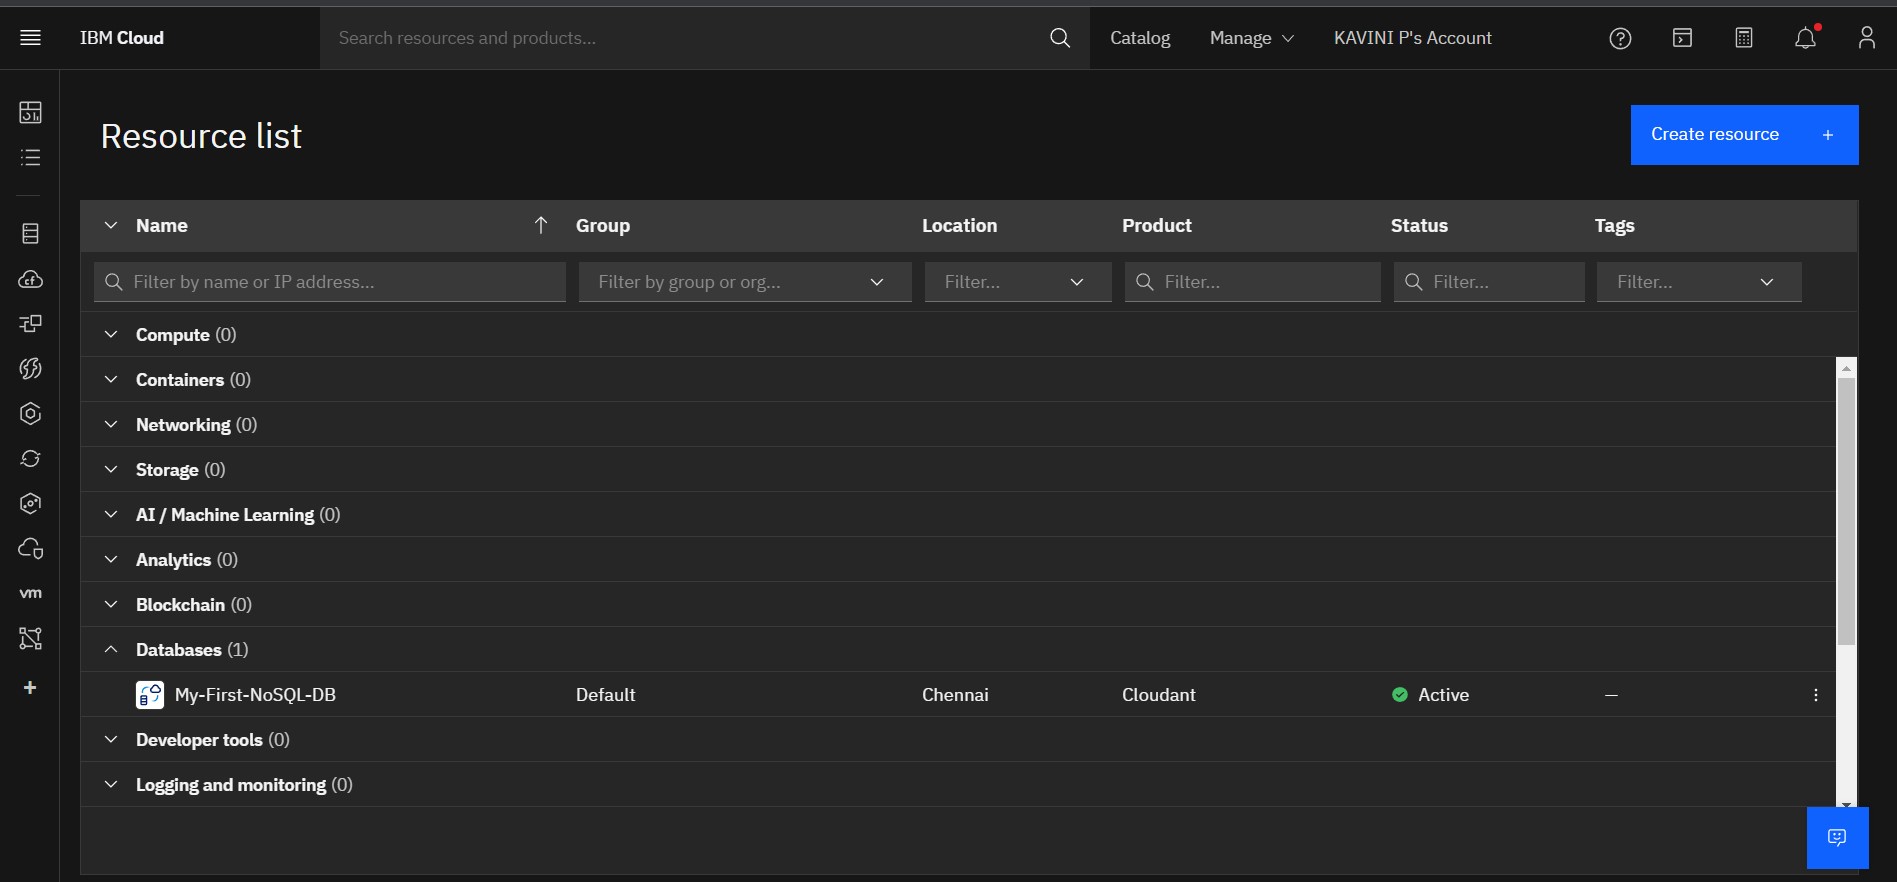 IBM Cloud
Search resources and products...
Catalog
Manage
KAVINI P's Account
Resource list
Create resource +
Name Group Location Product Status Tags
Filter by name or IP address... Filter by group or org... Filter... Filter... Filter... Filter...
Compute (0)
Containers (0)
Networking (0)
Storage (0)
AI / Machine Learning (0)
Analytics (0)
Blockchain (0)
Databases (1)
My-First-NoSQL-DB Default Chennai Cloudant Active –
Developer tools (0)
Logging and monitoring (0)
cf
vm